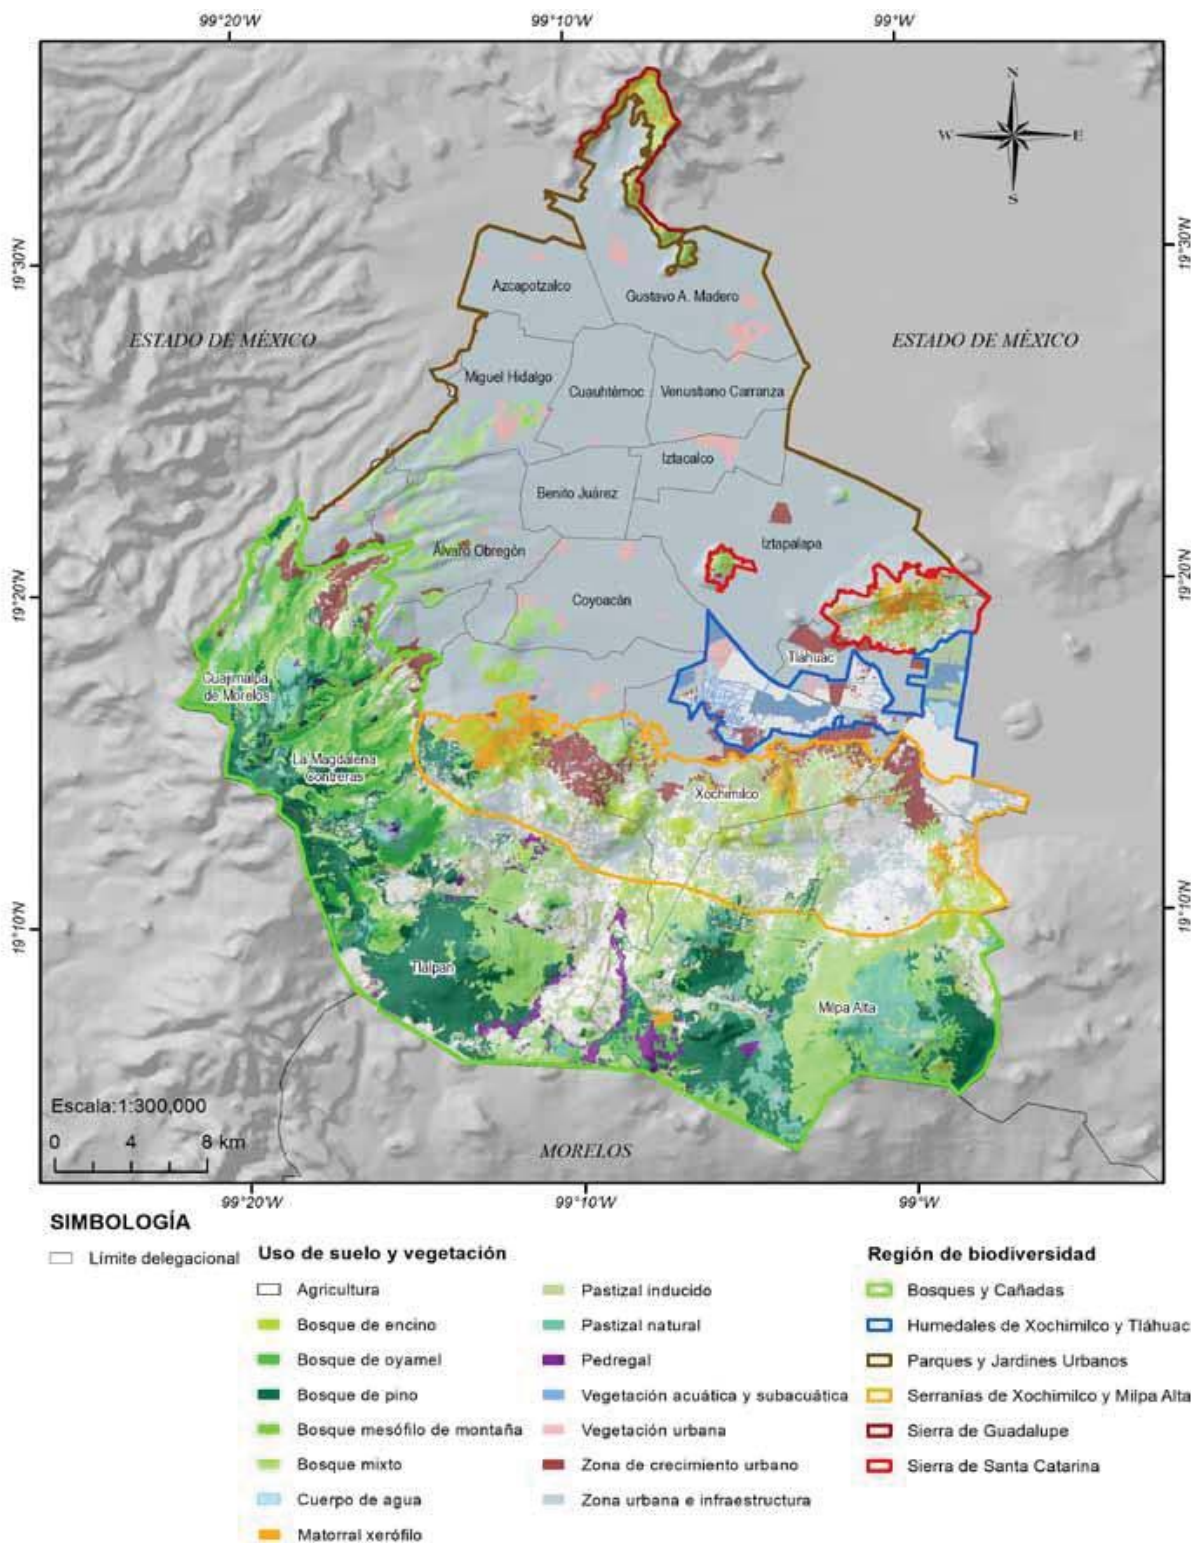 99°20'W 99°10'W 99°W
N
W E
S
19°30'N 19°30'N
Azcapotzalco
Gustavo A. Madero
ESTADO DE MÉXICO ESTADO DE MÉXICO
Miguel Hidalgo
Cuauhtémoc
Venustiano Carranza
Iztacalco
Benito Juárez
Iztapalapa
Álvaro Obregón
19°20'N 19°20'N
Coyoacán
Tláhuac
Cuajimalpa
de Morelos
La Magdalena
Contreras
Xochimilco
19°10'N 19°10'N
Tlalpan
Milpa Alta
Escala:1:300,000
0 4 8 km
MORELOS
99°20'W 99°10'W 99°W
SIMBOLOGÍA
Límite delegacional
Uso de suelo y vegetación
Agricultura
Bosque de encino
Bosque de oyamel
Bosque de pino
Bosque mesófilo de montaña
Bosque mixto
Cuerpo de agua
Matorral xerófilo
Pastizal inducido
Pastizal natural
Pedregal
Vegetación acuática y subacuática
Vegetación urbana
Zona de crecimiento urbano
Zona urbana e infraestructura
Región de biodiversidad
Bosques y Cañadas
Humedales de Xochimilco y Tláhuac
Parques y Jardines Urbanos
Serranías de Xochimilco y Milpa Alta
Sierra de Guadalupe
Sierra de Santa Catarina